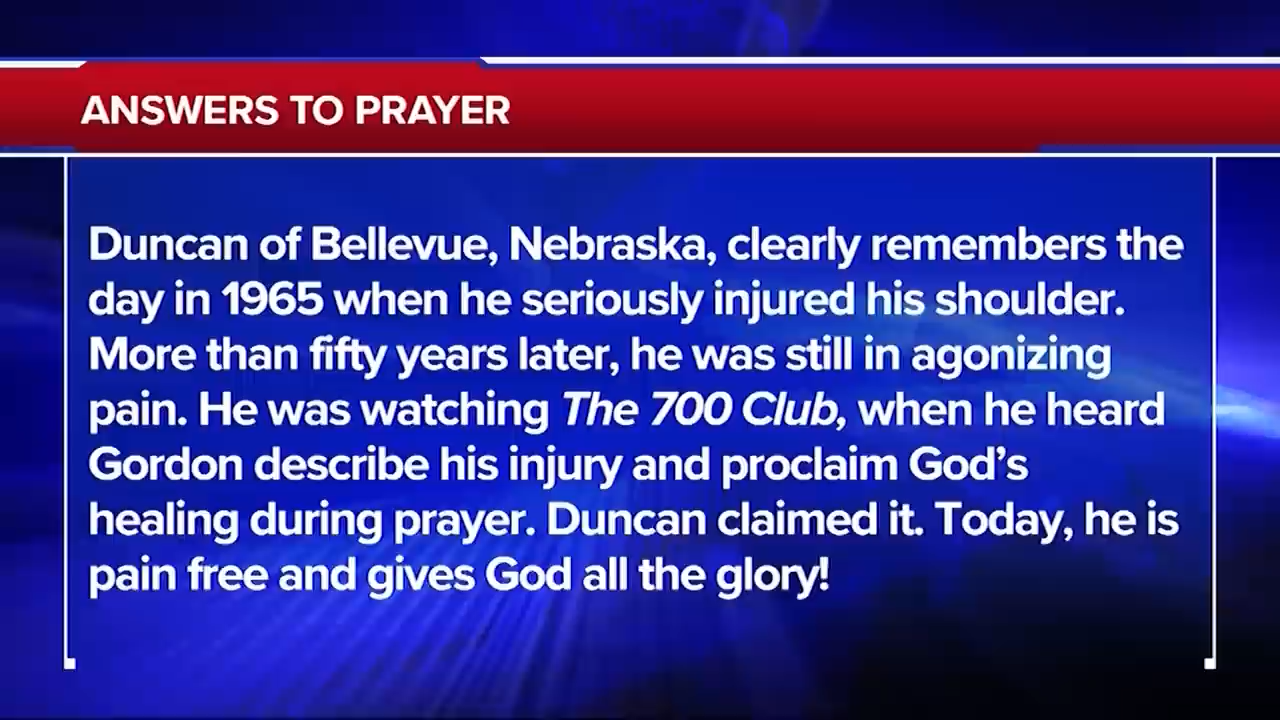 ANSWERS TO PRAYER
Duncan of Bellevue, Nebraska, clearly remembers the
day in 1965 when he seriously injured his shoulder.
More than fifty years later, he was still in agonizing
pain. He was watching The 700 Club, when he heard
Gordon describe his injury and proclaim God’s
healing during prayer. Duncan claimed it. Today, he is
pain free and gives God all the glory!